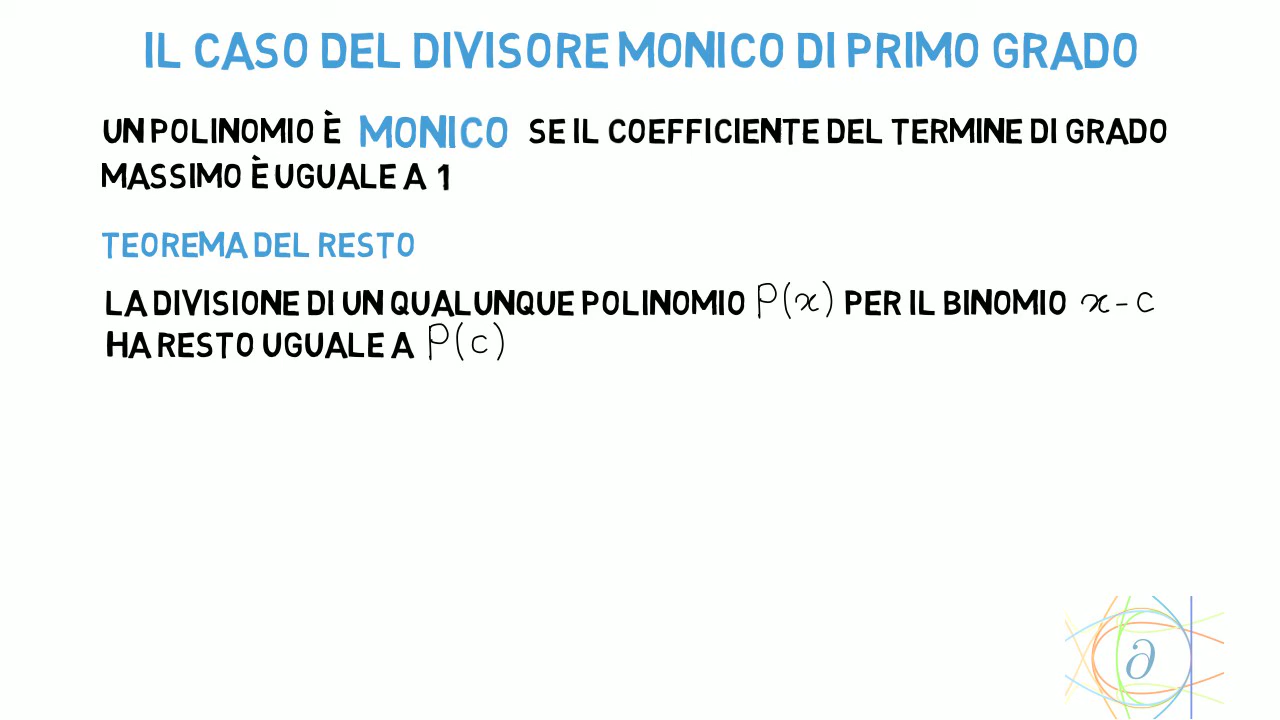 IL CASO DEL DIVISORE MONICO DI PRIMO GRADO
UN POLINOMIO È MONICO SE IL COEFFICIENTE DEL TERMINE DI GRADO
MASSIMO È UGUALE A 1
TEOREMA DEL RESTO
LA DIVISIONE DI UN QUALUNQUE POLINOMIO P(x) PER IL BINOMIO x-c
HA RESTO UGUALE A P(c)
∂